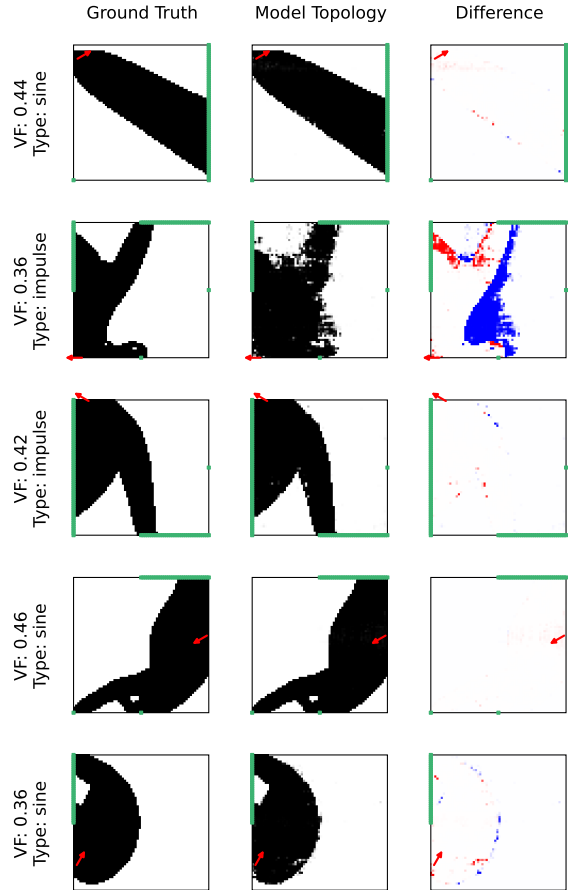 Ground Truth
Model Topology
Difference
VF: 0.44
Type: sine
VF: 0.36
Type: impulse
VF: 0.42
Type: impulse
VF: 0.46
Type: sine
VF: 0.36
Type: sine